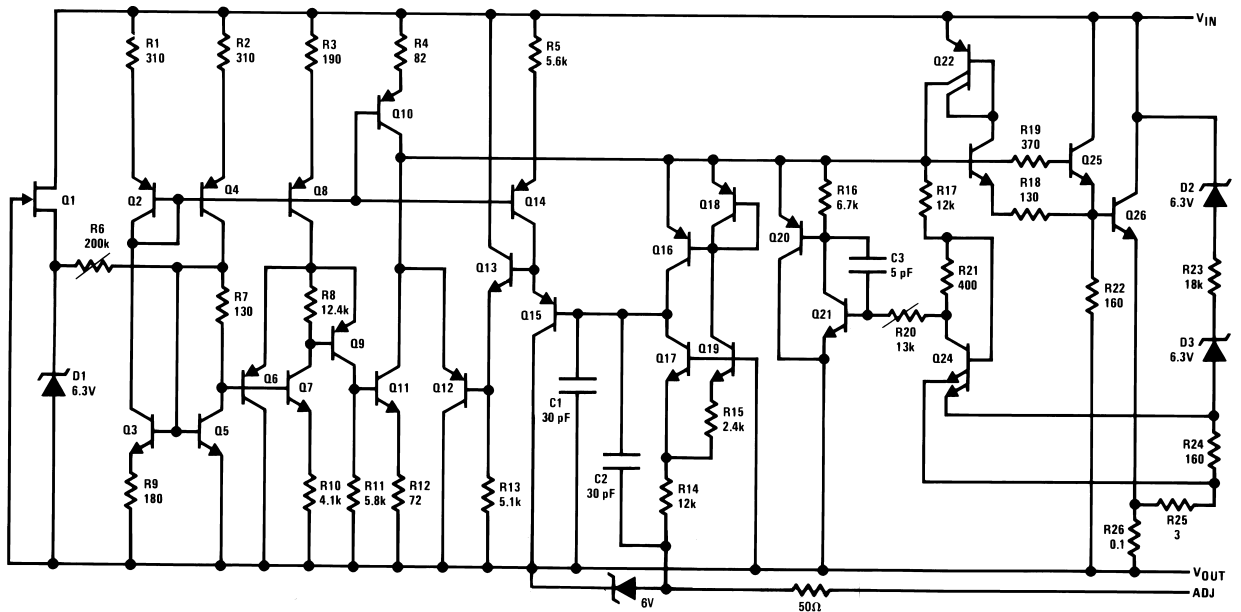 VIN
R1
310
R2
310
R3
190
R4
82
R5
5.6k
Q22
Q10
R19
370
Q25
R18
130
Q1
Q2
Q4
Q8
Q14
Q18
R16
6.7k
R17
12k
Q26
D2
6.3V
R6
200k
Q13
Q16
Q20
C3
5 pF
R21
400
R22
160
R23
18k
R7
130
R8
12.4k
Q9
Q15
Q21
R20
13k
D1
6.3V
Q6
Q7
Q11
Q12
Q17
Q19
Q24
D3
6.3V
C1
30 pF
R15
2.4k
Q3
Q5
R24
160
R9
180
R10
4.1k
R11
5.8k
R12
72
R13
5.1k
C2
30 pF
R14
12k
R26
0.1
R25
3
VOUT
ADJ
6V
50Ω